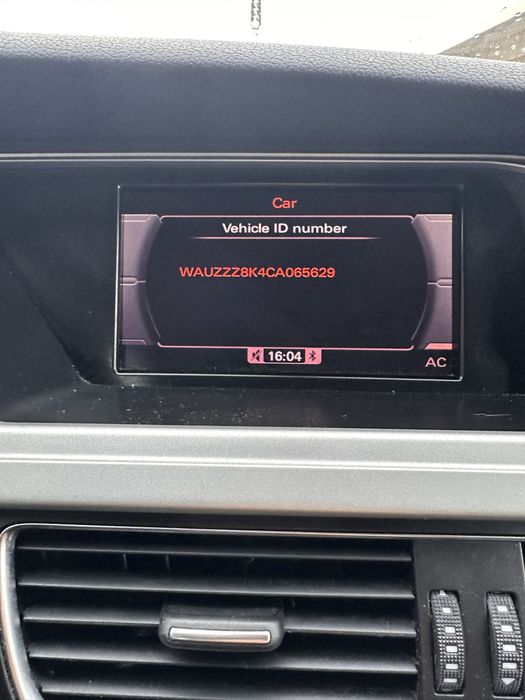 Car
Vehicle ID number
WAUZZZ8K4CA065629
16:04
AC